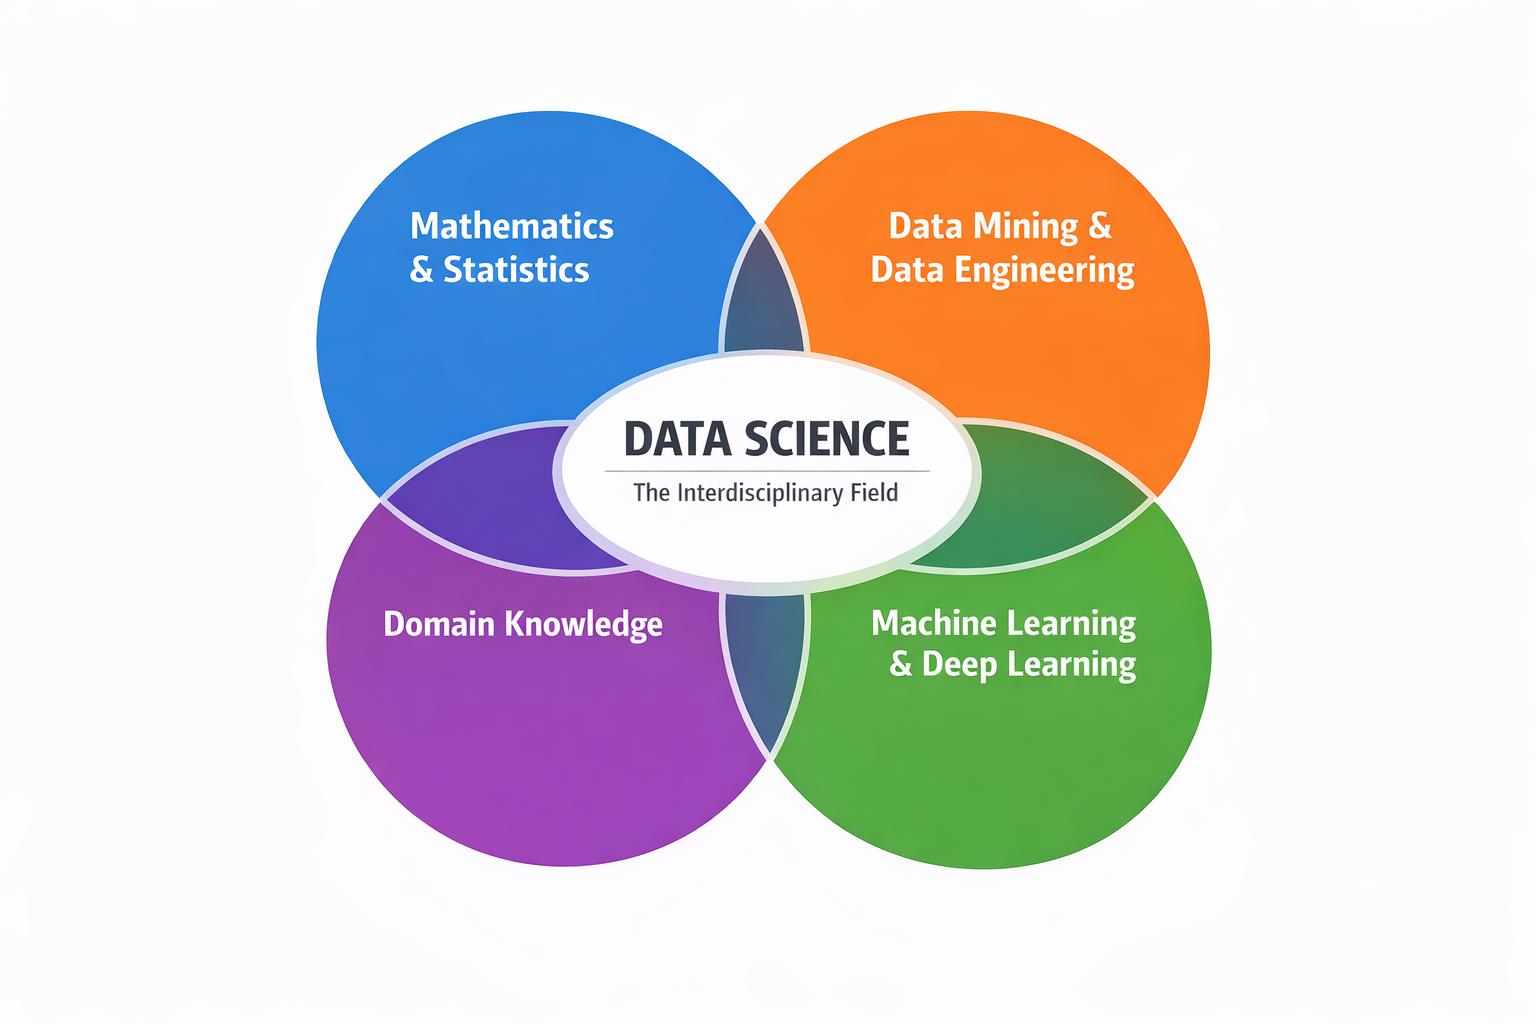 Mathematics
& Statistics
Data Mining &
Data Engineering
DATA SCIENCE
The Interdisciplinary Field
Domain Knowledge
Machine Learning
& Deep Learning